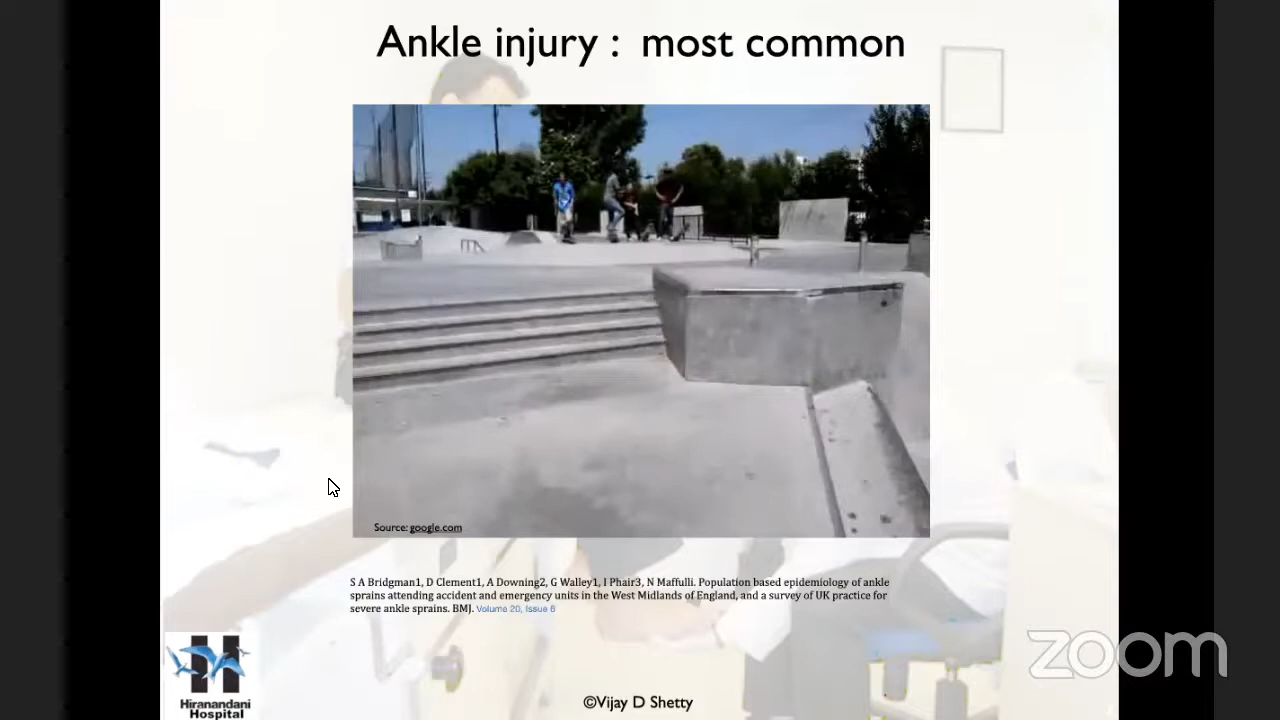 Ankle injury : most common
Source: google.com
S A Bridgman1, D Clement1, A Downing2, G Walley1, I Phair3, N Maffulli. Population based epidemiology of ankle
sprains attending accident and emergency units in the West Midlands of England, and a survey of UK practice for
severe ankle sprains. BMJ. Volume 20, Issue 6
zoom
Hiranandani
Hospital
©Vijay D Shetty